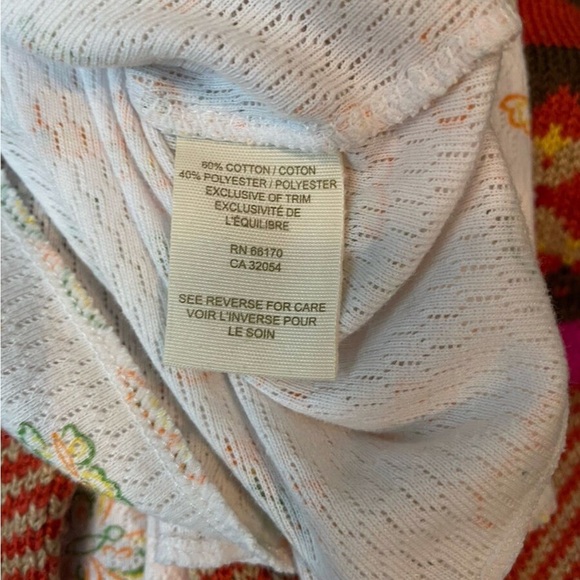 60% COTTON / COTON
40% POLYESTER / POLYESTER
EXCLUSIVE OF TRIM
EXCLUSIVITÉ DE
L'ÉQUILIBRE
RN 68170
CA 32054
SEE REVERSE FOR CARE
VOIR L'INVERSE POUR
LE SOIN